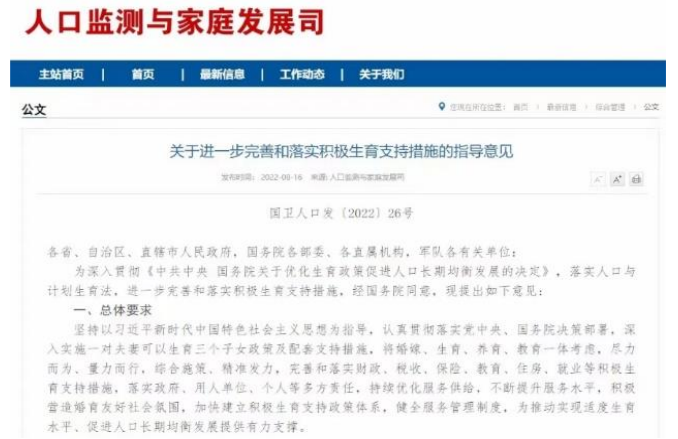 人口监测与家庭发展司
主站首页 | 首页 | 最新信息 | 工作动态 | 关于我们
公文
您现在所在位置: 首页 > 最新信息 > 综合管理 > 公文
关于进一步完善和落实积极生育支持措施的指导意见
发布时间: 2022-08-16 来源: 人口监测与家庭发展司
A- A+
国卫人口发〔2022〕26号
各省、自治区、直辖市人民政府，国务院各部委、各直属机构，军队各有关单位:
为深入贯彻《中共中央 国务院关于优化生育政策促进人口长期均衡发展的决定》，落实人口与
计划生育法，进一步完善和落实积极生育支持措施，经国务院同意，现提出如下意见:
一、总体要求
坚持以习近平新时代中国特色社会主义思想为指导，认真贯彻落实党中央、国务院决策部署，深
入实施一对夫妻可以生育三个子女政策及配套支持措施，将婚嫁、生育、养育、教育一体考虑，尽力
而为、量力而行，综合施策、精准发力，完善和落实财政、税收、保险、教育、住房、就业等积极生
育支持措施，落实政府、用人单位、个人等多方责任，持续优化服务供给，不断提升服务水平，积极
营造婚育友好社会氛围，加快建立积极生育支持政策体系，健全服务管理制度，为推动实现适度生育
水平、促进人口长期均衡发展提供有力支撑。